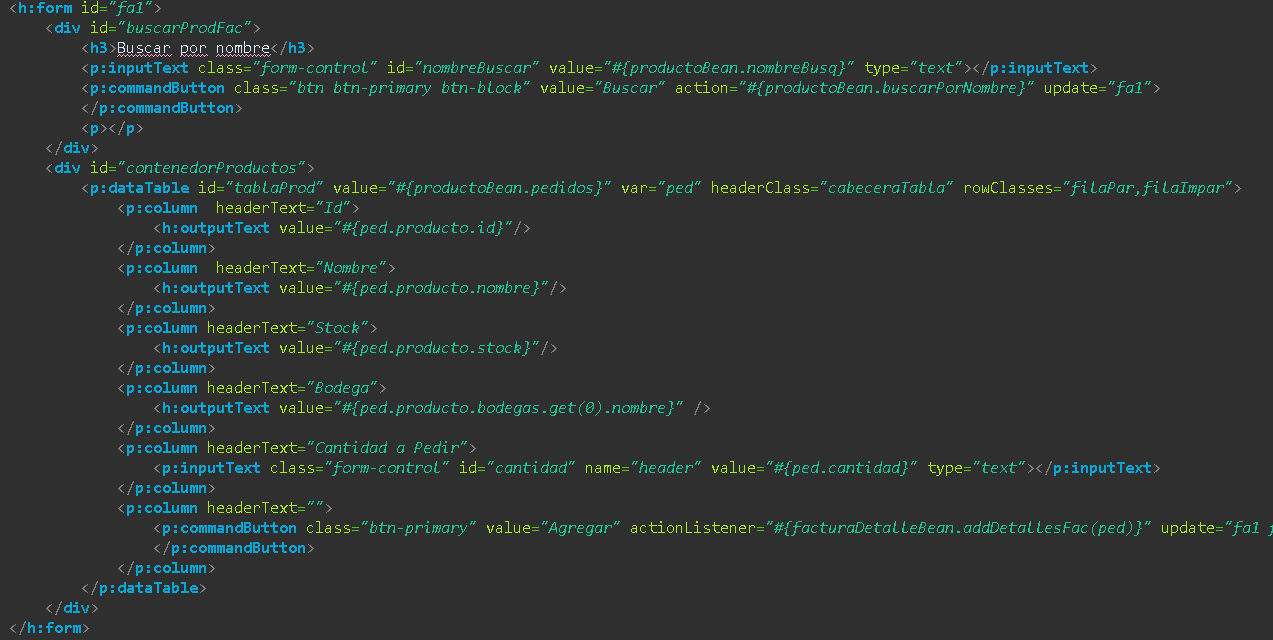 <h:form id="fa1">
<div id="buscarProdFac">
<h3>Buscar por nombre</h3>
<p:inputText class="form-control" id="nombreBuscar" value="#{productoBean.nombreBusq}" type="text"></p:inputText>
<p:commandButton class="btn btn-primary btn-block" value="Buscar" action="#{productoBean.buscarPorNombre}" update="fa1">
</p:commandButton>
<p></p>
</div>
<div id="contenedorProductos">
<p:dataTable id="tablaProd" value="#{productoBean.pedidos}" var="ped" headerClass="cabeceraTabla" rowClasses="filaPar,filaImpar">
<p:column  headerText="Id">
<h:outputText value="#{ped.producto.id}"/>
</p:column>
<p:column  headerText="Nombre">
<h:outputText value="#{ped.producto.nombre}"/>
</p:column>
<p:column headerText="Stock">
<h:outputText value="#{ped.producto.stock}"/>
</p:column>
<p:column headerText="Bodega">
<h:outputText value="#{ped.producto.bodegas.get(0).nombre}" />
</p:column>
<p:column headerText="Cantidad a Pedir">
<p:inputText class="form-control" id="cantidad" name="header" value="#{ped.cantidad}" type="text"></p:inputText>
</p:column>
<p:column headerText="">
<p:commandButton class="btn-primary" value="Agregar" actionListener="#{facturaDetalleBean.addDetallesFac(ped)}" update="fa1
</p:commandButton>
</p:column>
</p:dataTable>
</div>
</h:form>